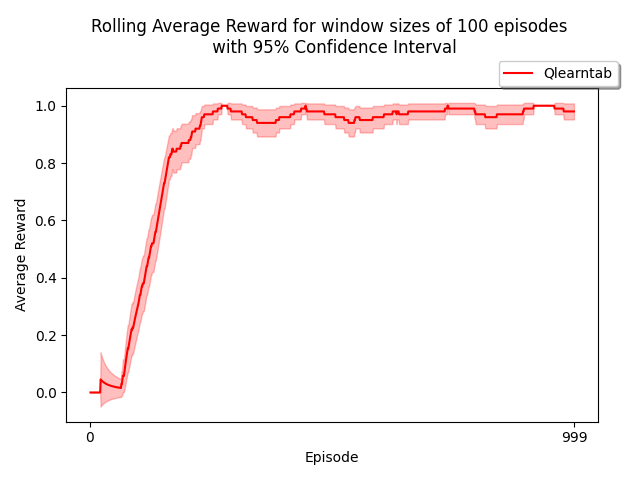 Rolling Average Reward for window sizes of 100 episodes
with 95% Confidence Interval
Qlearntab
1.0
0.8
0.6
0.4
0.2
0.0
Average Reward
0 999
Episode